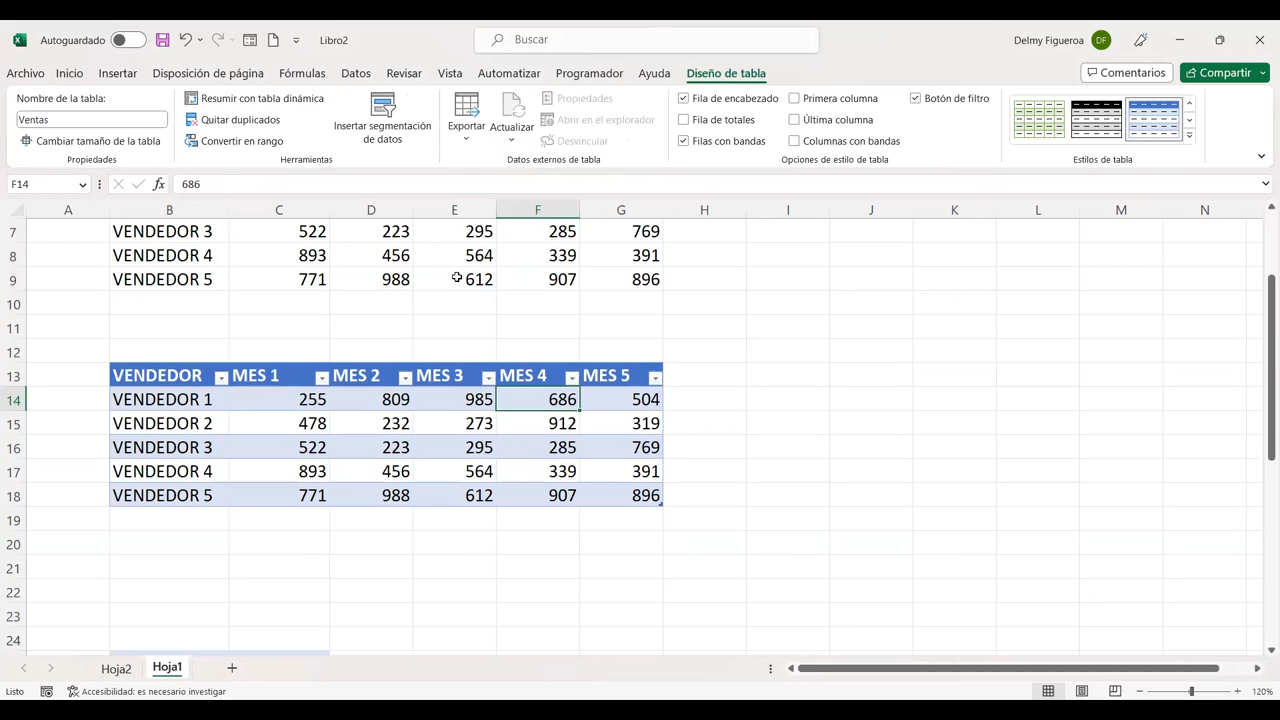 Autoguardado
Libro2
Buscar
Delmy Figueroa DF
Archivo Inicio Insertar Disposición de página Fórmulas Datos Revisar Vista Automatizar Programador Ayuda Diseño de tabla Comentarios Compartir
Nombre de la tabla:
Ventas
Cambiar tamaño de la tabla
Propiedades
Resumir con tabla dinámica
Quitar duplicados
Convertir en rango
Insertar segmentación
de datos
Herramientas
Exportar
Actualizar
Propiedades
Abrir en el explorador
Desvincular
Datos externos de tabla
Fila de encabezado Primera columna Botón de filtro
Fila de totales Última columna
Filas con bandas Columnas con bandas
Opciones de estilo de tabla
Estilos de tabla
F14 fx 686
A B C D E F G H I J K L M N
7 VENDEDOR 3 522 223 295 285 769
8 VENDEDOR 4 893 456 564 339 391
9 VENDEDOR 5 771 988 612 907 896
10
11
12
13 VENDEDOR MES 1 MES 2 MES 3 MES 4 MES 5
14 VENDEDOR 1 255 809 985 686 504
15 VENDEDOR 2 478 232 273 912 319
16 VENDEDOR 3 522 223 295 285 769
17 VENDEDOR 4 893 456 564 339 391
18 VENDEDOR 5 771 988 612 907 896
19
20
21
22
23
24
Hoja2 Hoja1
Listo Accesibilidad: es necesario investigar 120%